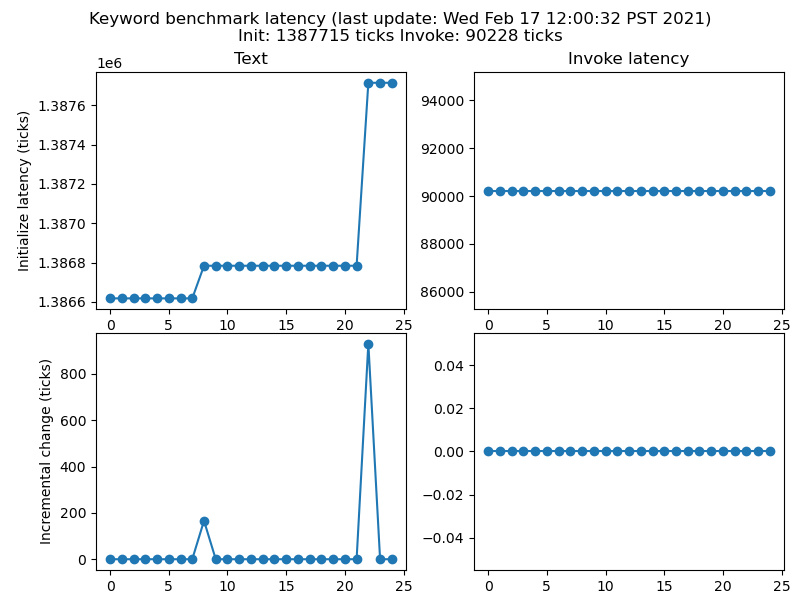 Keyword benchmark latency (last update: Wed Feb 17 12:00:32 PST 2021)
Init: 1387715 ticks Invoke: 90228 ticks
Text
1e6
Initialize latency (ticks)
1.3876
1.3874
1.3872
1.3870
1.3868
1.3866
0 5 10 15 20 25
Invoke latency
94000
92000
90000
88000
86000
0 5 10 15 20 25
Incremental change (ticks)
800
600
400
200
0
0 5 10 15 20 25
0.04
0.02
0.00
−0.02
−0.04
0 5 10 15 20 25